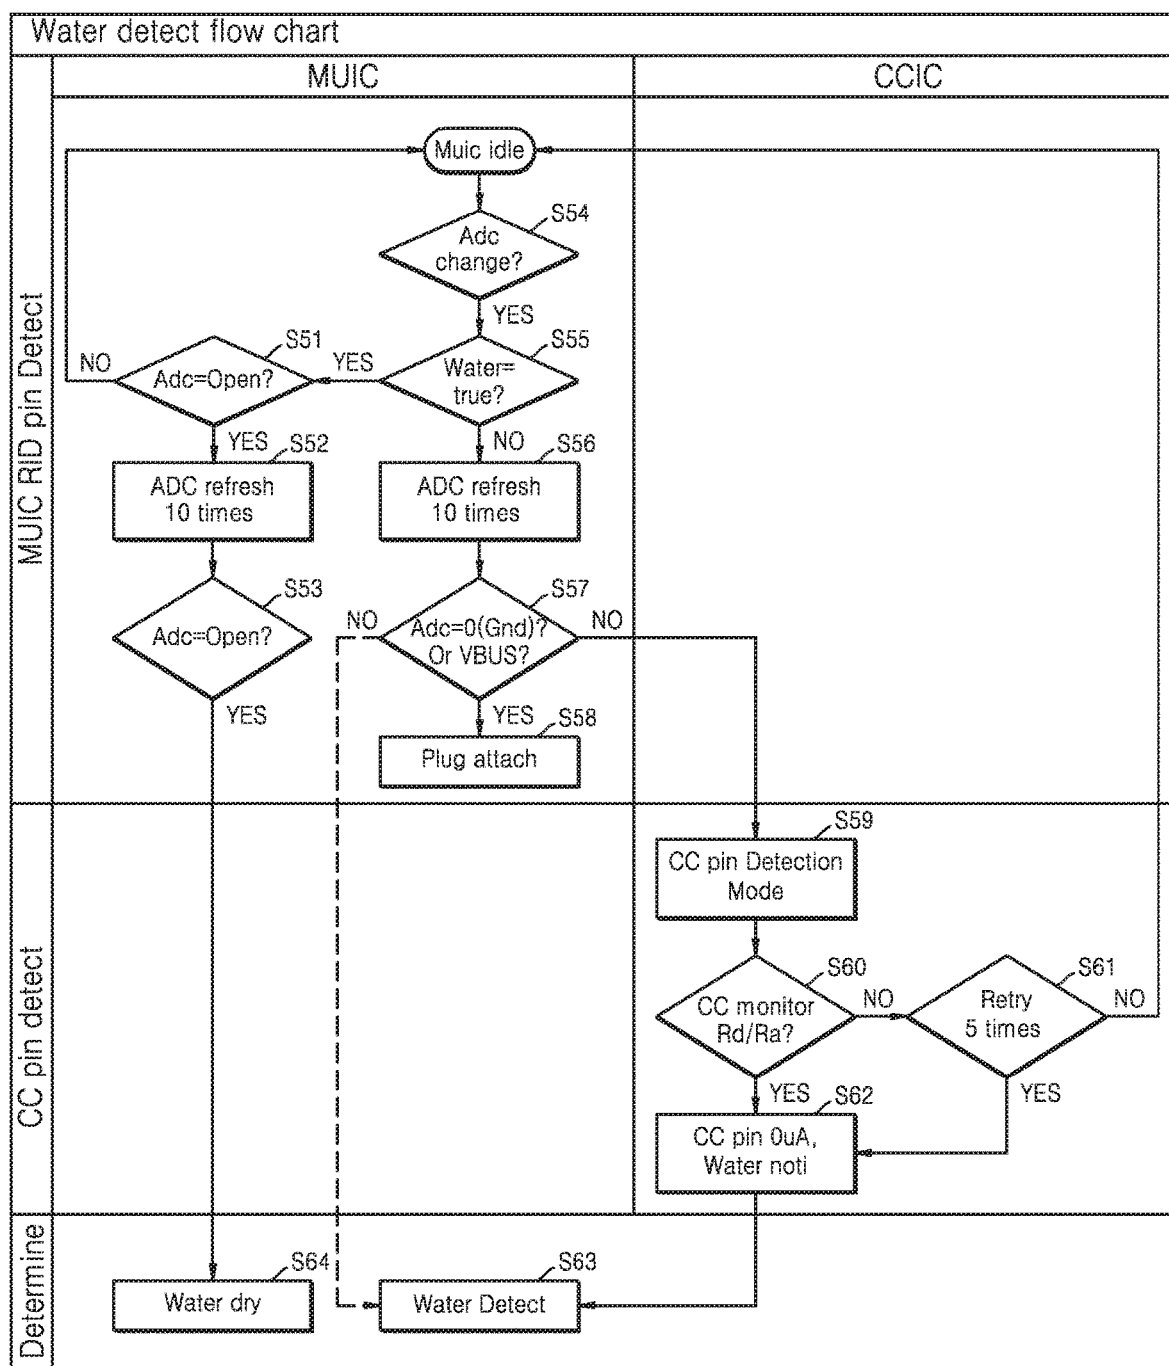 Water detect flow chart
MUIC
CCIC
MUIC RID pin Detect
Muic idle
S54
Adc
change?
YES
S51
Adc=Open?
NO
YES
S55
Water=
true?
YES
S52
ADC refresh
10 times
NO
S56
ADC refresh
10 times
S53
Adc=Open?
YES
S57
NO
Adc=0(Gnd)?
Or VBUS?
NO
YES
S58
Plug attach
CC pin detect
S59
CC pin Detection
Mode
S60
CC monitor
Rd/Ra?
NO
S61
Retry
5 times
NO
YES
S62
YES
CC pin 0uA,
Water noti
Determine
S64
Water dry
S63
Water Detect